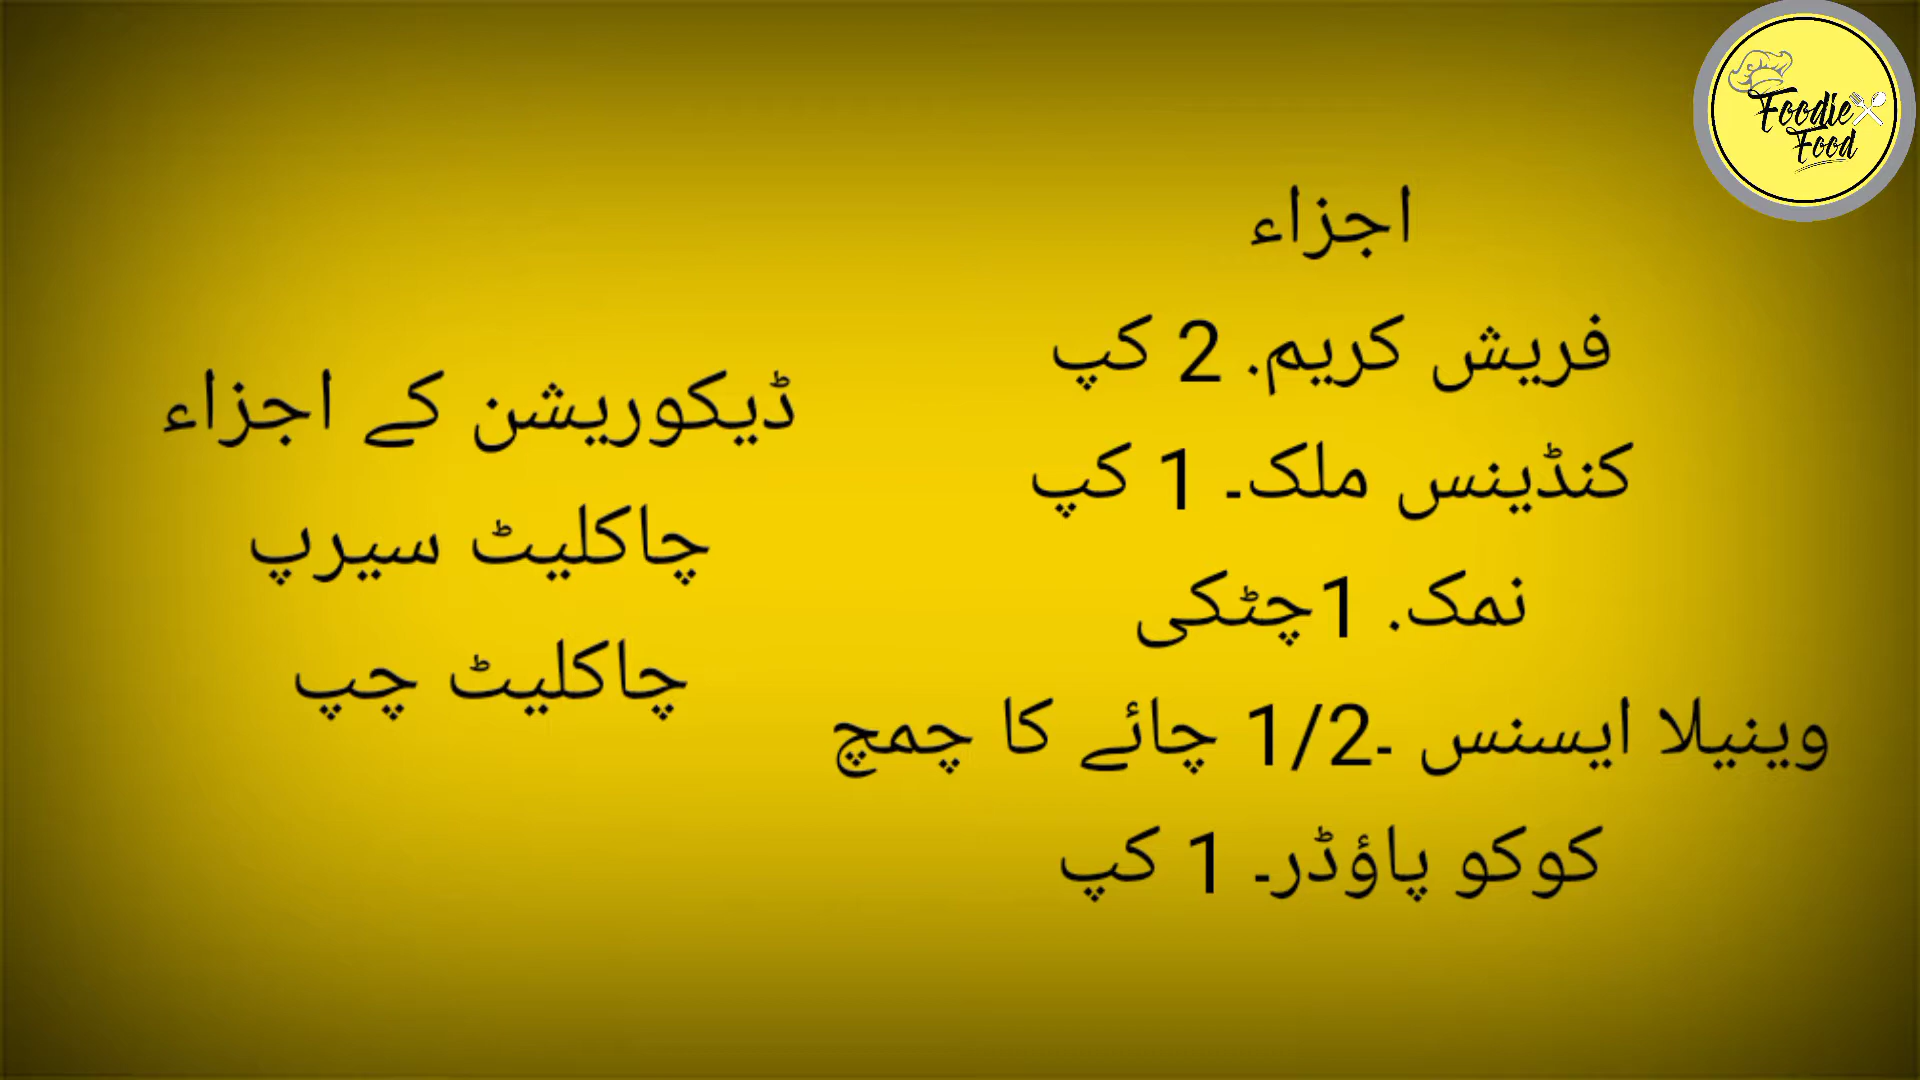 Foodie
Food
اجزاء
فریش کریم. 2 کپ
کنڈینس ملک۔ 1 کپ
نمک. 1چٹکی
وینیلا ایسنس ۔1/2 چائے کا چمچ
کوکو پاؤڈر۔ 1 کپ
ڈیکوریشن کے اجزاء
چاکلیٹ سیرپ
چاکلیٹ چپ